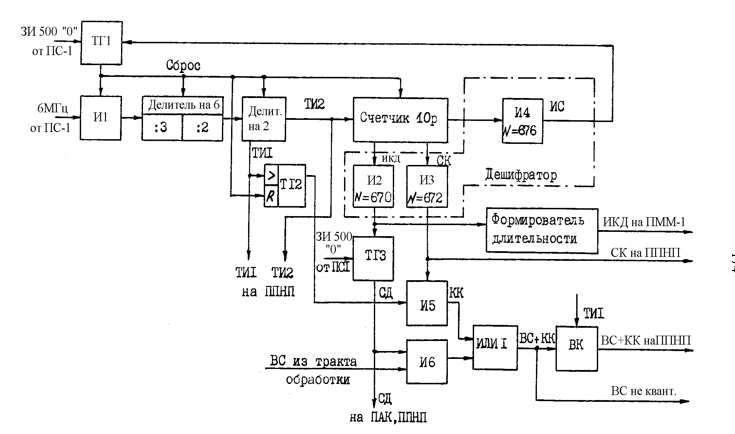 ЗИ 500 "0"
от ПС-1
ТГ1
Сброс
6МГц
от ПС-1
И1
Делитель на 6
:3
:2
Делит.
на 2
ТИ2
Счетчик 10р
И4
N=676
ИС
ТИ1
>
R
ТГ2
икд
СК
И2
N=670
И3
N=672
Дешифратор
Формирователь
длительности
ИКД на ПММ-1
СК на ППНП
ЗИ 500
"0"
от ПС1
ТГ3
ТИ1
ТИ2
на ППНП
СД
И5
КК
ТИ1
ИЛИ 1
ВС+КК
ВК
ВС+КК наППНП
ВС из тракта
обработки
И6
ВС не квант.
СД
на ПАК,ППНП